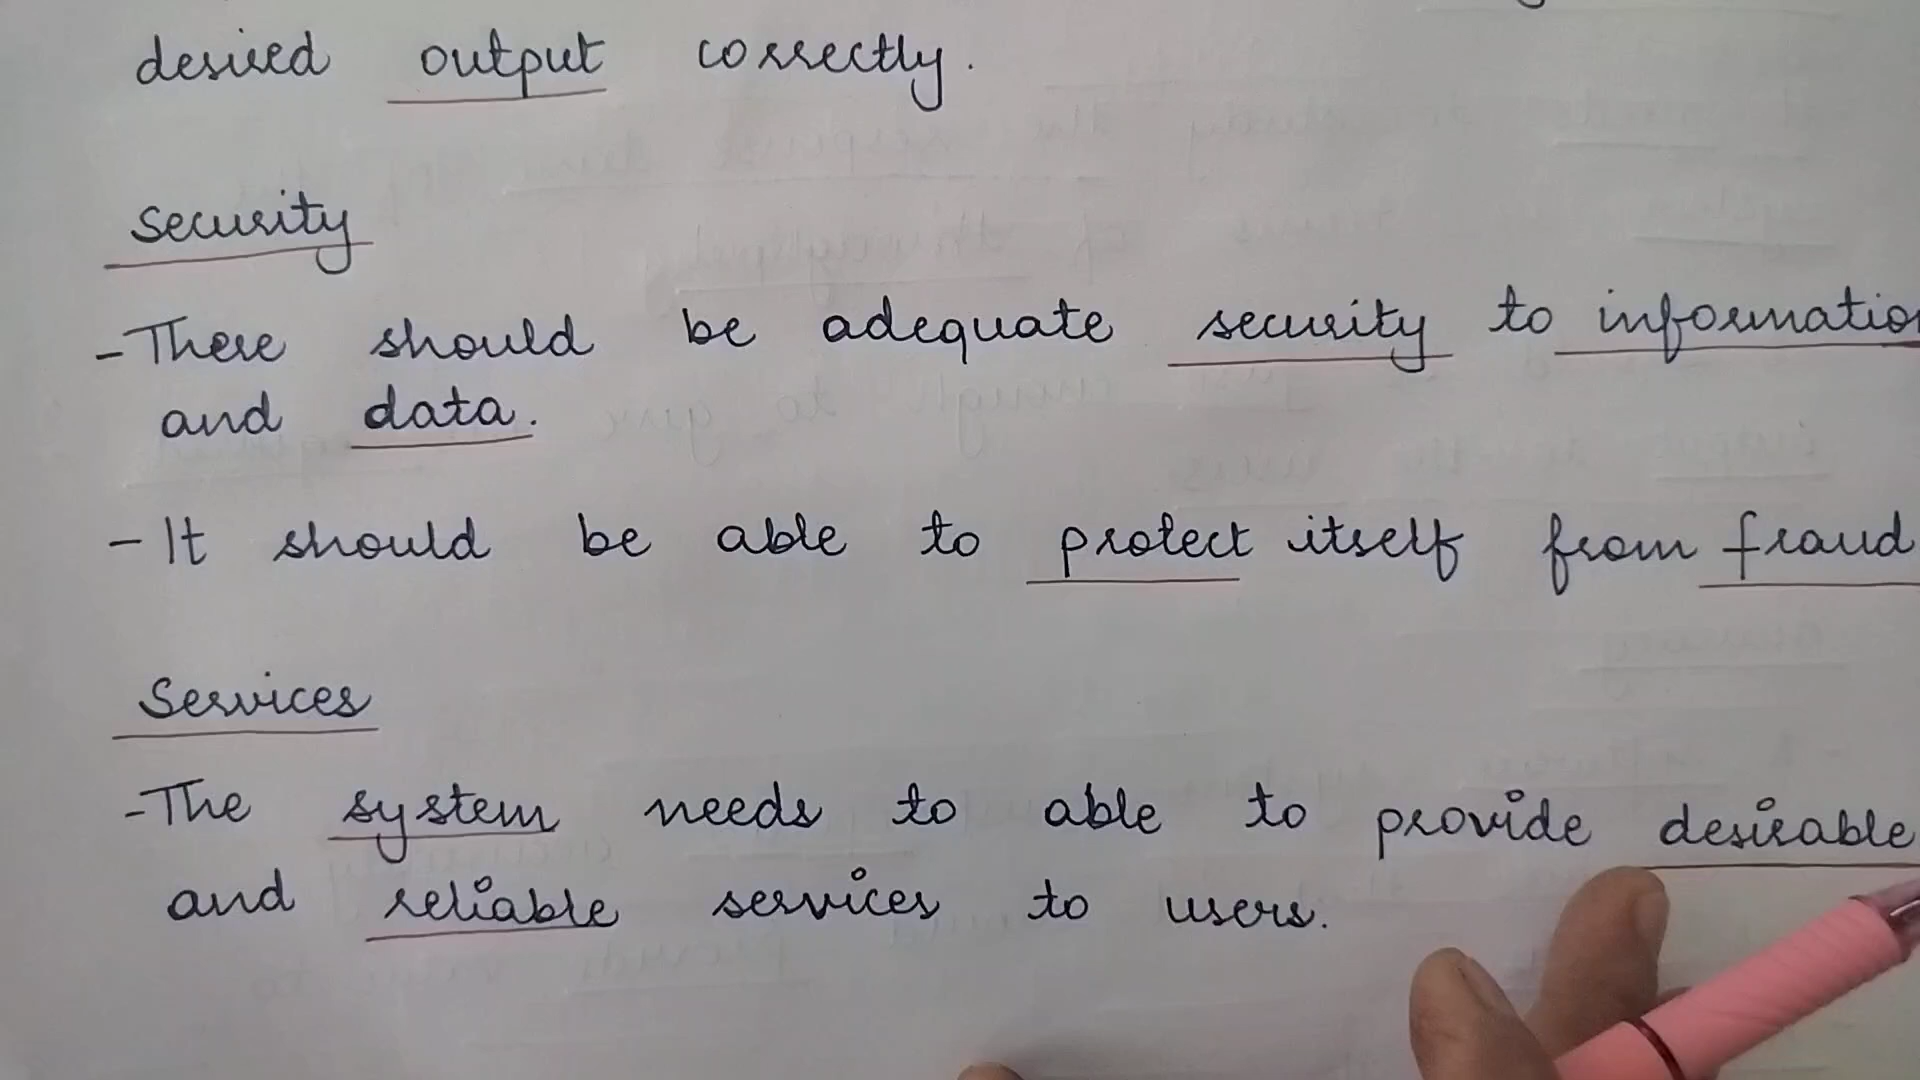 desired output correctly.
security
- There should be adequate security to information
and data.
- It should be able to protect itself from fraud
Services
- The system needs to able to provide desirable
and reliable services to users.